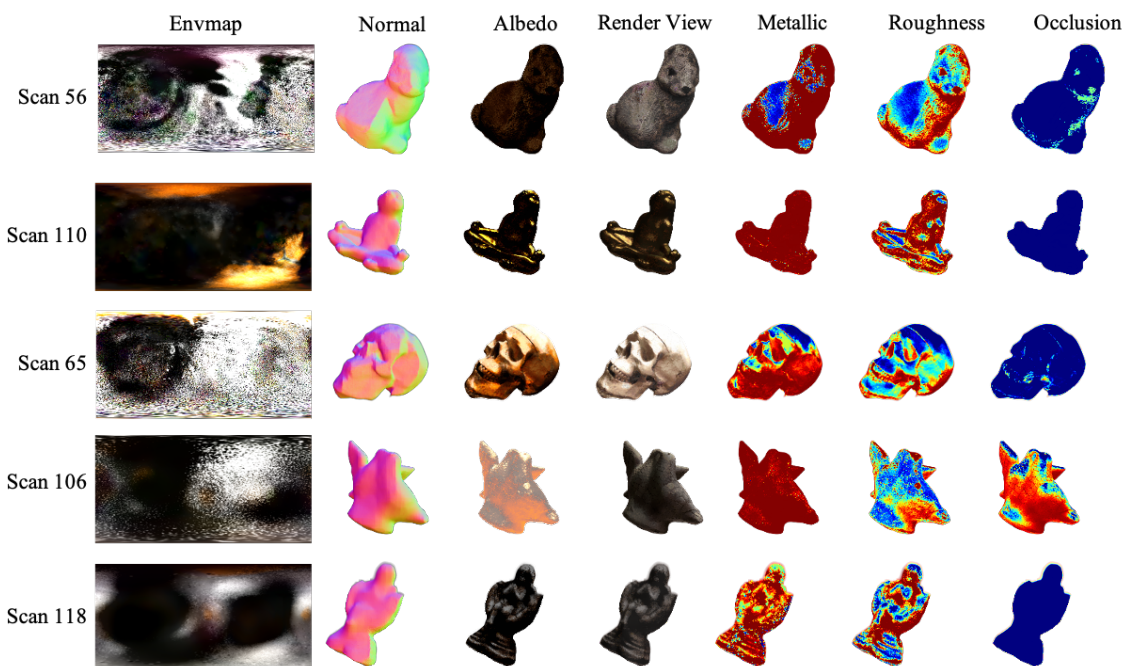 Envmap Normal Albedo Render View Metallic Roughness Occlusion
Scan 56
Scan 110
Scan 65
Scan 106
Scan 118